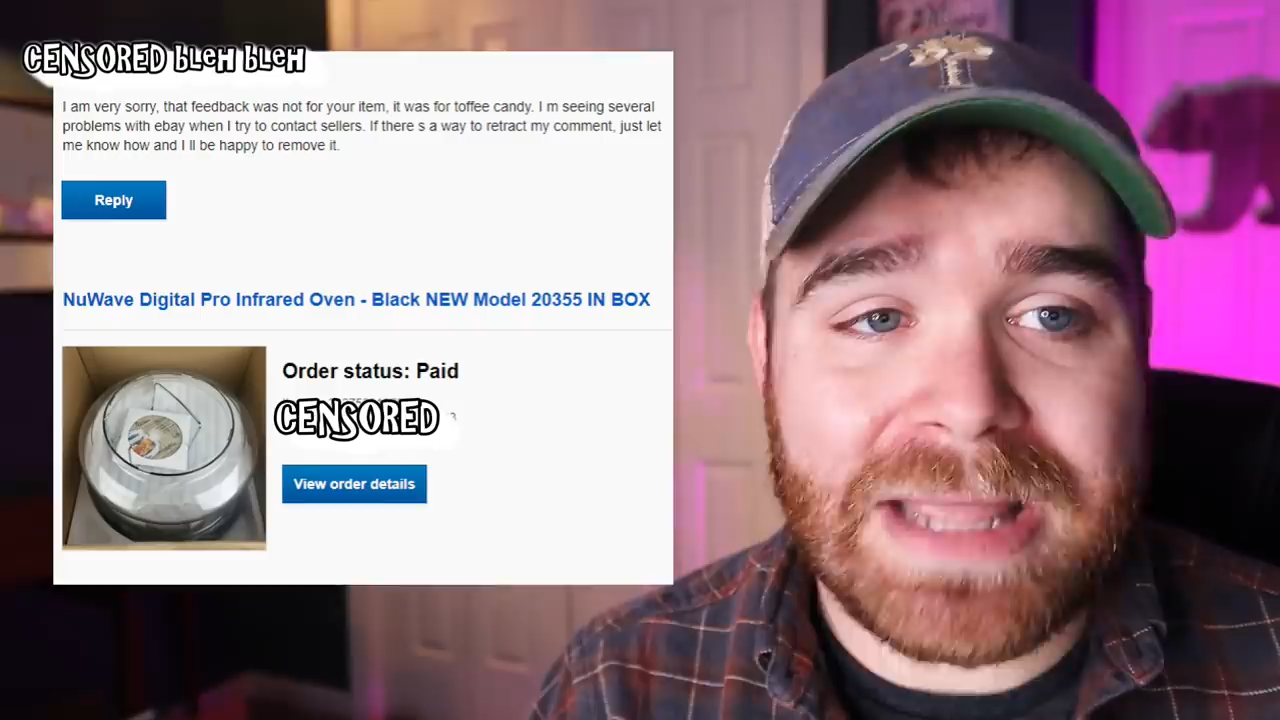 CENSORED bLEH bLEH
I am very sorry, that feedback was not for your item, it was for toffee candy. I m seeing several
problems with ebay when I try to contact sellers. If there s a way to retract my comment, just let
me know how and I ll be happy to remove it.
Reply
NuWave Digital Pro Infrared Oven - Black NEW Model 20355 IN BOX
Order status: Paid
CENSORED
View order details